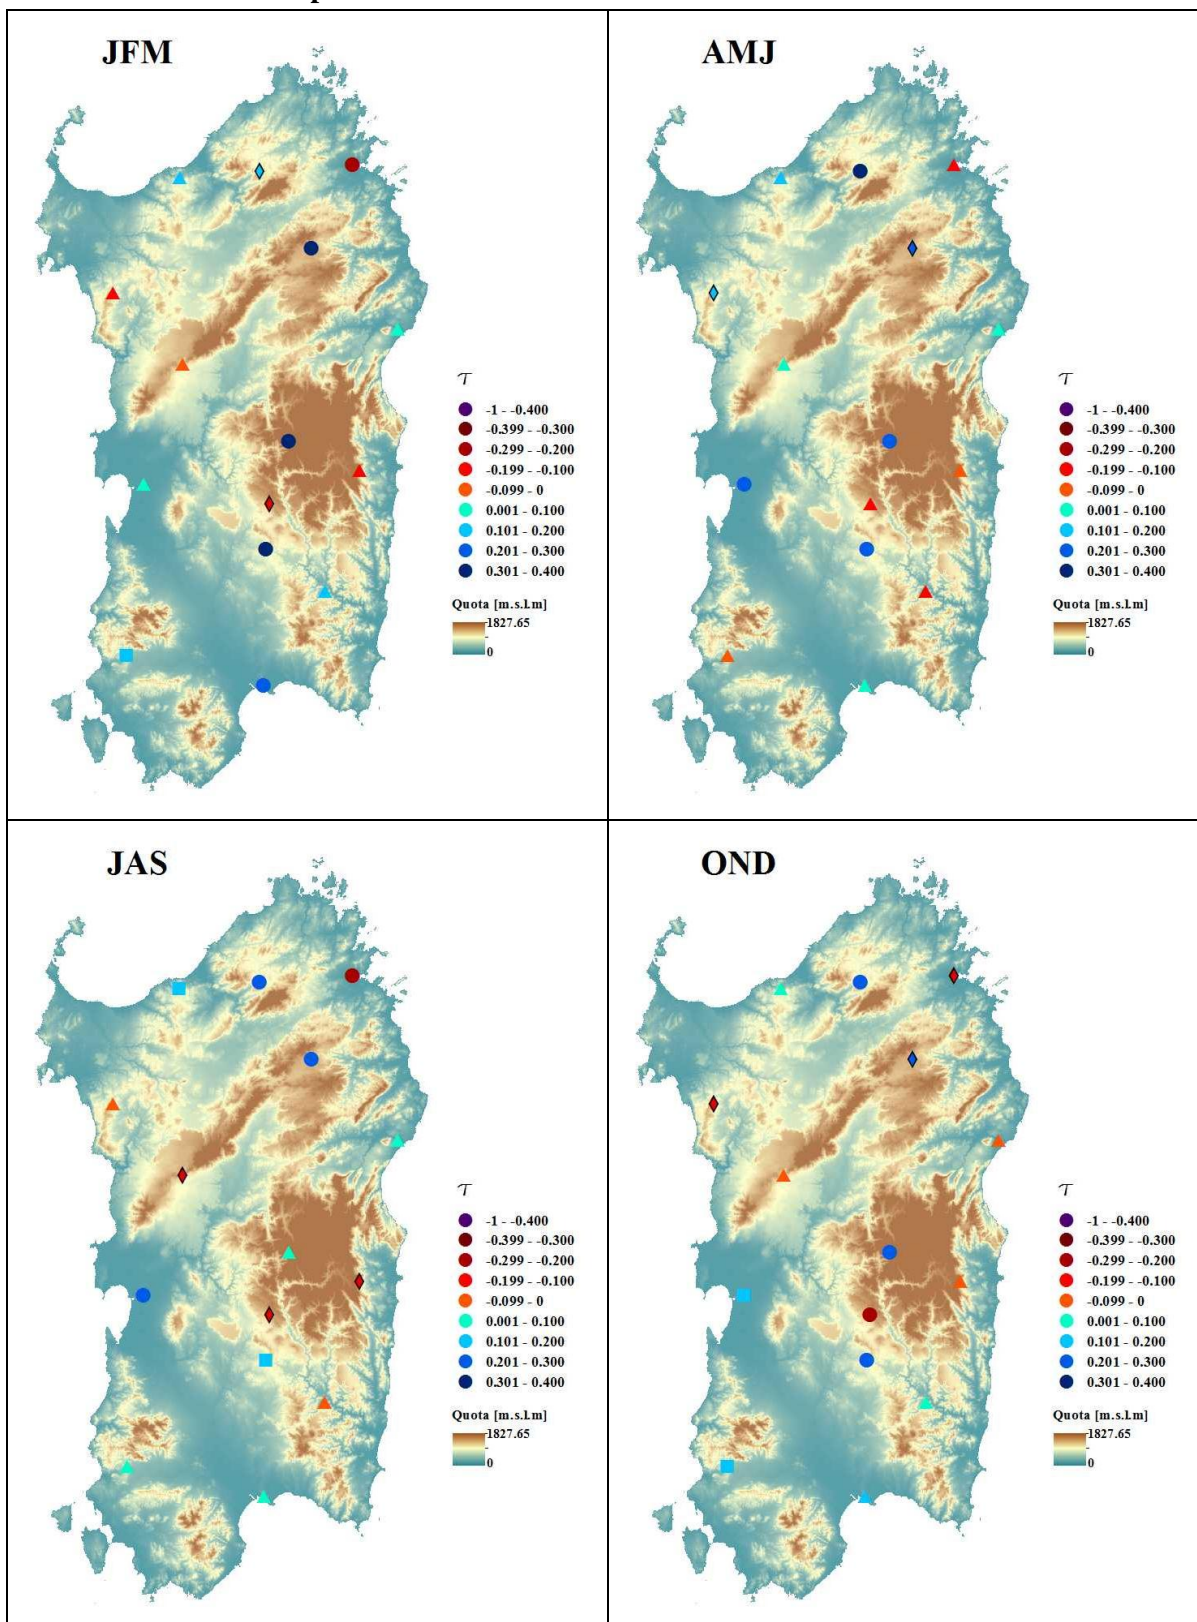 JFM
𝒯
-1 - -0.400
-0.399 - -0.300
-0.299 - -0.200
-0.199 - -0.100
-0.099 - 0
0.001 - 0.100
0.101 - 0.200
0.201 - 0.300
0.301 - 0.400
Quota [m.s.l.m]
1827.65
0
AMJ
𝒯
-1 - -0.400
-0.399 - -0.300
-0.299 - -0.200
-0.199 - -0.100
-0.099 - 0
0.001 - 0.100
0.101 - 0.200
0.201 - 0.300
0.301 - 0.400
Quota [m.s.l.m]
1827.65
0
JAS
𝒯
-1 - -0.400
-0.399 - -0.300
-0.299 - -0.200
-0.199 - -0.100
-0.099 - 0
0.001 - 0.100
0.101 - 0.200
0.201 - 0.300
0.301 - 0.400
Quota [m.s.l.m]
1827.65
0
OND
𝒯
-1 - -0.400
-0.399 - -0.300
-0.299 - -0.200
-0.199 - -0.100
-0.099 - 0
0.001 - 0.100
0.101 - 0.200
0.201 - 0.300
0.301 - 0.400
Quota [m.s.l.m]
1827.65
0